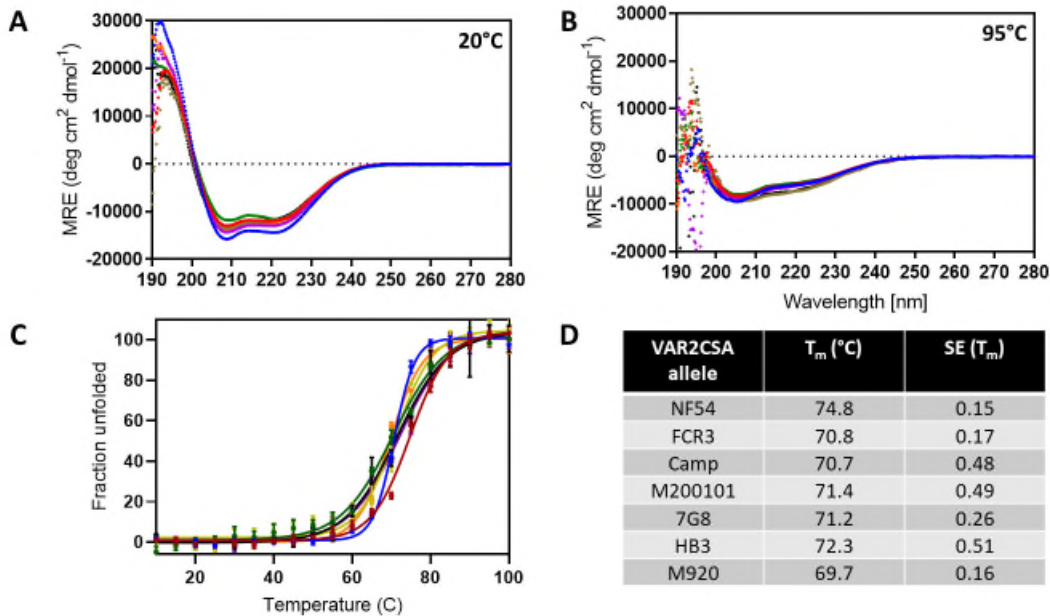 A
20°C
30000
20000
10000
0
-10000
-20000
MRE (deg cm² dmol⁻¹)
190 200 210 220 230 240 250 260 270 280
B
95°C
30000
20000
10000
0
-10000
-20000
MRE (deg cm² dmol⁻¹)
190 200 210 220 230 240 250 260 270 280
Wavelength [nm]
C
100
80
60
40
20
0
Fraction unfolded
20 40 60 80 100
Temperature (C)
D
VAR2CSA allele Tₘ (°C) SE (Tₘ)
NF54 74.8 0.15
FCR3 70.8 0.17
Camp 70.7 0.48
M200101 71.4 0.49
7G8 71.2 0.26
HB3 72.3 0.51
M920 69.7 0.16